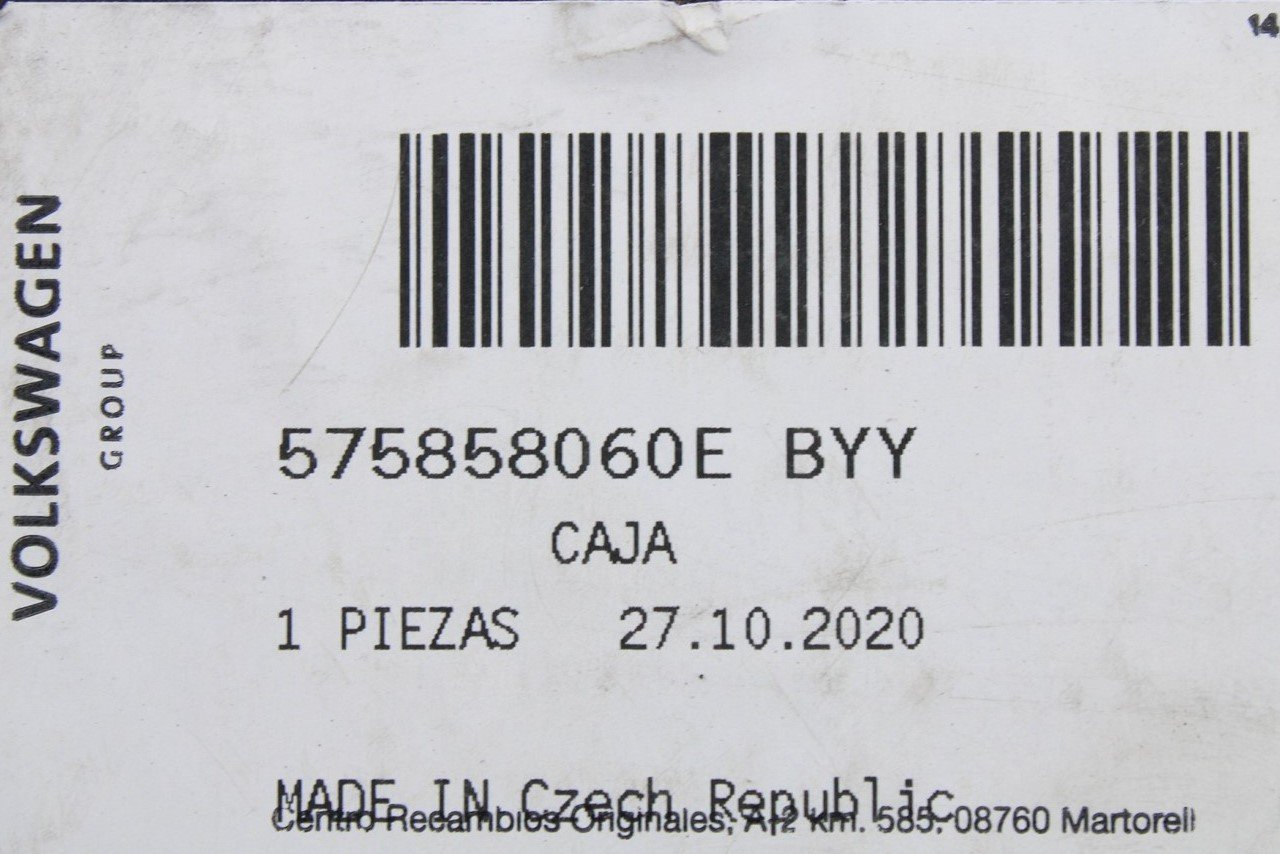 14
VOLKSWAGEN
GROUP
575858060E BYY
CAJA
1 PIEZAS 27.10.2020
MADE IN Czech Republic
Centro Recambios Originales, A-2 km. 585. 08760 Martorell